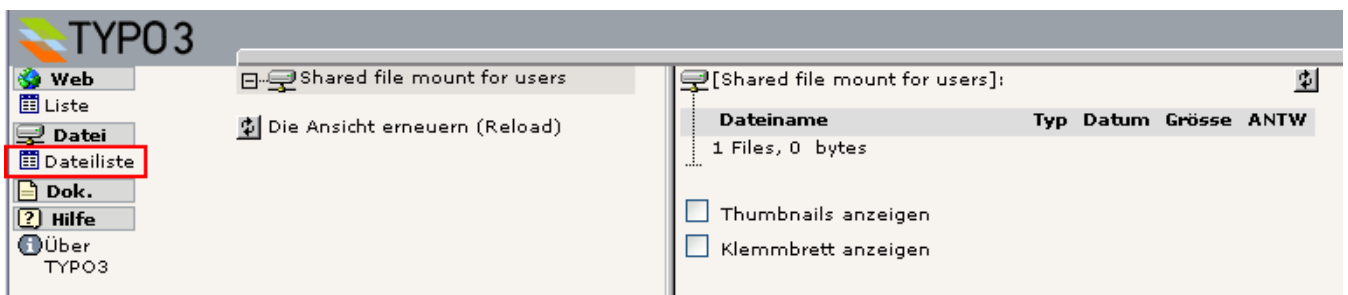 TYPO3
Web
Liste
Datei
Dateiliste
Dok.
Hilfe
Über
TYPO3
Shared file mount for users
Die Ansicht erneuern (Reload)
[Shared file mount for users]:
Dateiname Typ Datum Grösse ANTW
1 Files, 0 bytes
Thumbnails anzeigen
Klemmbrett anzeigen